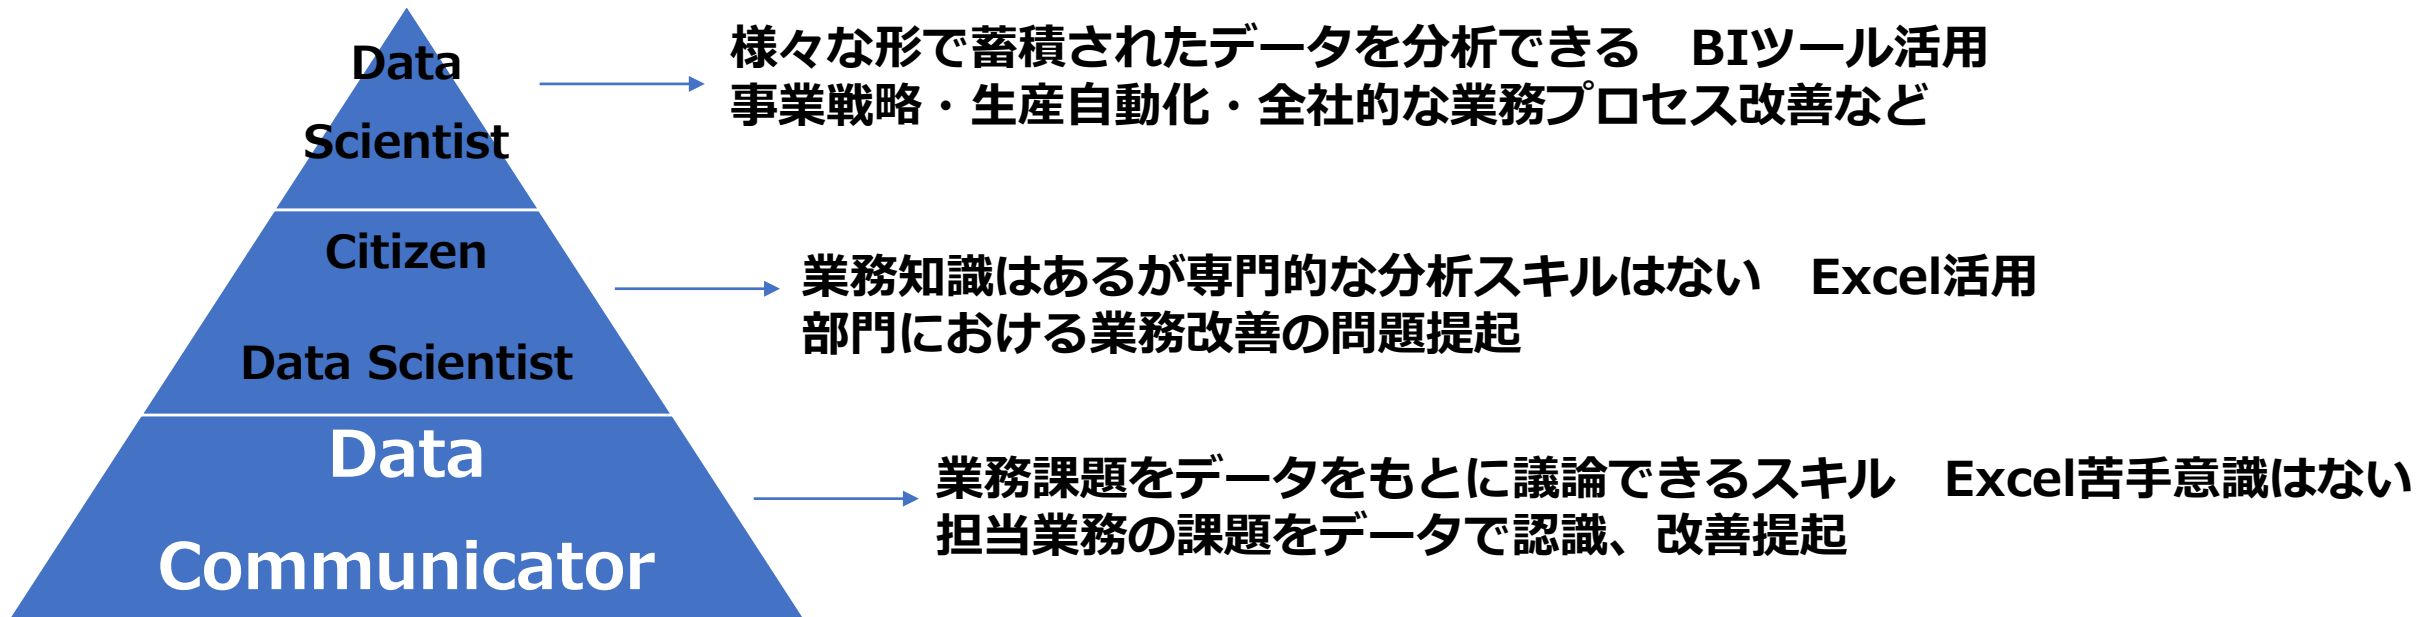 Data
Scientist
様々な形で蓄積されたデータを分析できる　BIツール活用
事業戦略・生産自動化・全社的な業務プロセス改善など
Citizen
Data Scientist
業務知識はあるが専門的な分析スキルはない　Excel活用
部門における業務改善の問題提起
Data
Communicator
業務課題をデータをもとに議論できるスキル　Excel苦手意識はない
担当業務の課題をデータで認識、改善提起